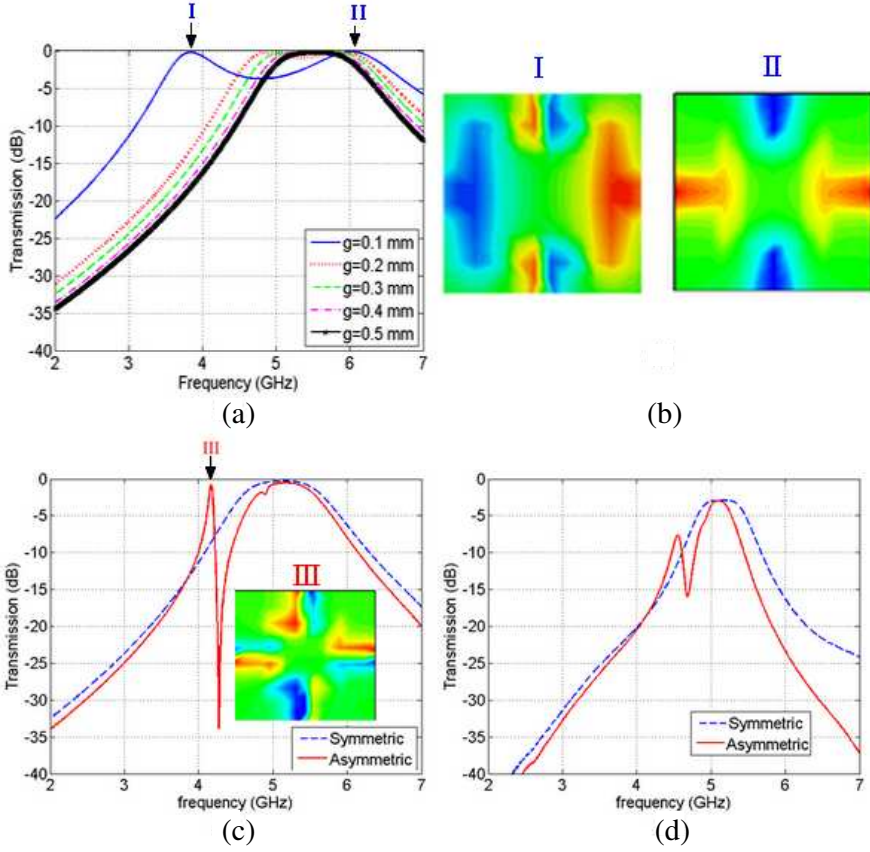 I
II
0
-5
-10
-15
-20
-25
-30
-35
-40
Transmission (dB)
g=0.1 mm
g=0.2 mm
g=0.3 mm
g=0.4 mm
g=0.5 mm
2 3 4 5 6 7
Frequency (GHz)
(a)
I
II
(b)
III
0
-5
-10
-15
-20
-25
-30
-35
-40
Transmission (dB)
III
Symmetric
Asymmetric
2 3 4 5 6 7
frequency (GHz)
(c)
0
-5
-10
-15
-20
-25
-30
-35
-40
Transmission (dB)
Symmetric
Asymmetric
2 3 4 5 6 7
frequency (GHz)
(d)